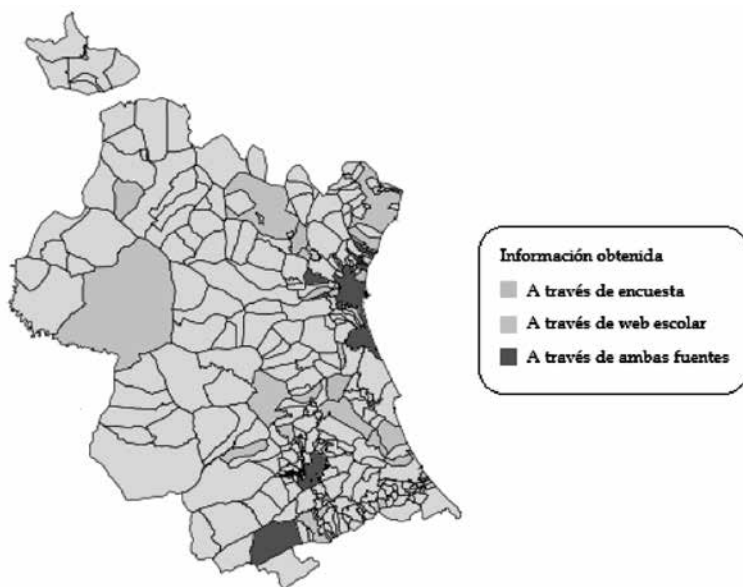 Información obtenida
A través de encuesta
A través de web escolar
A través de ambas fuentes